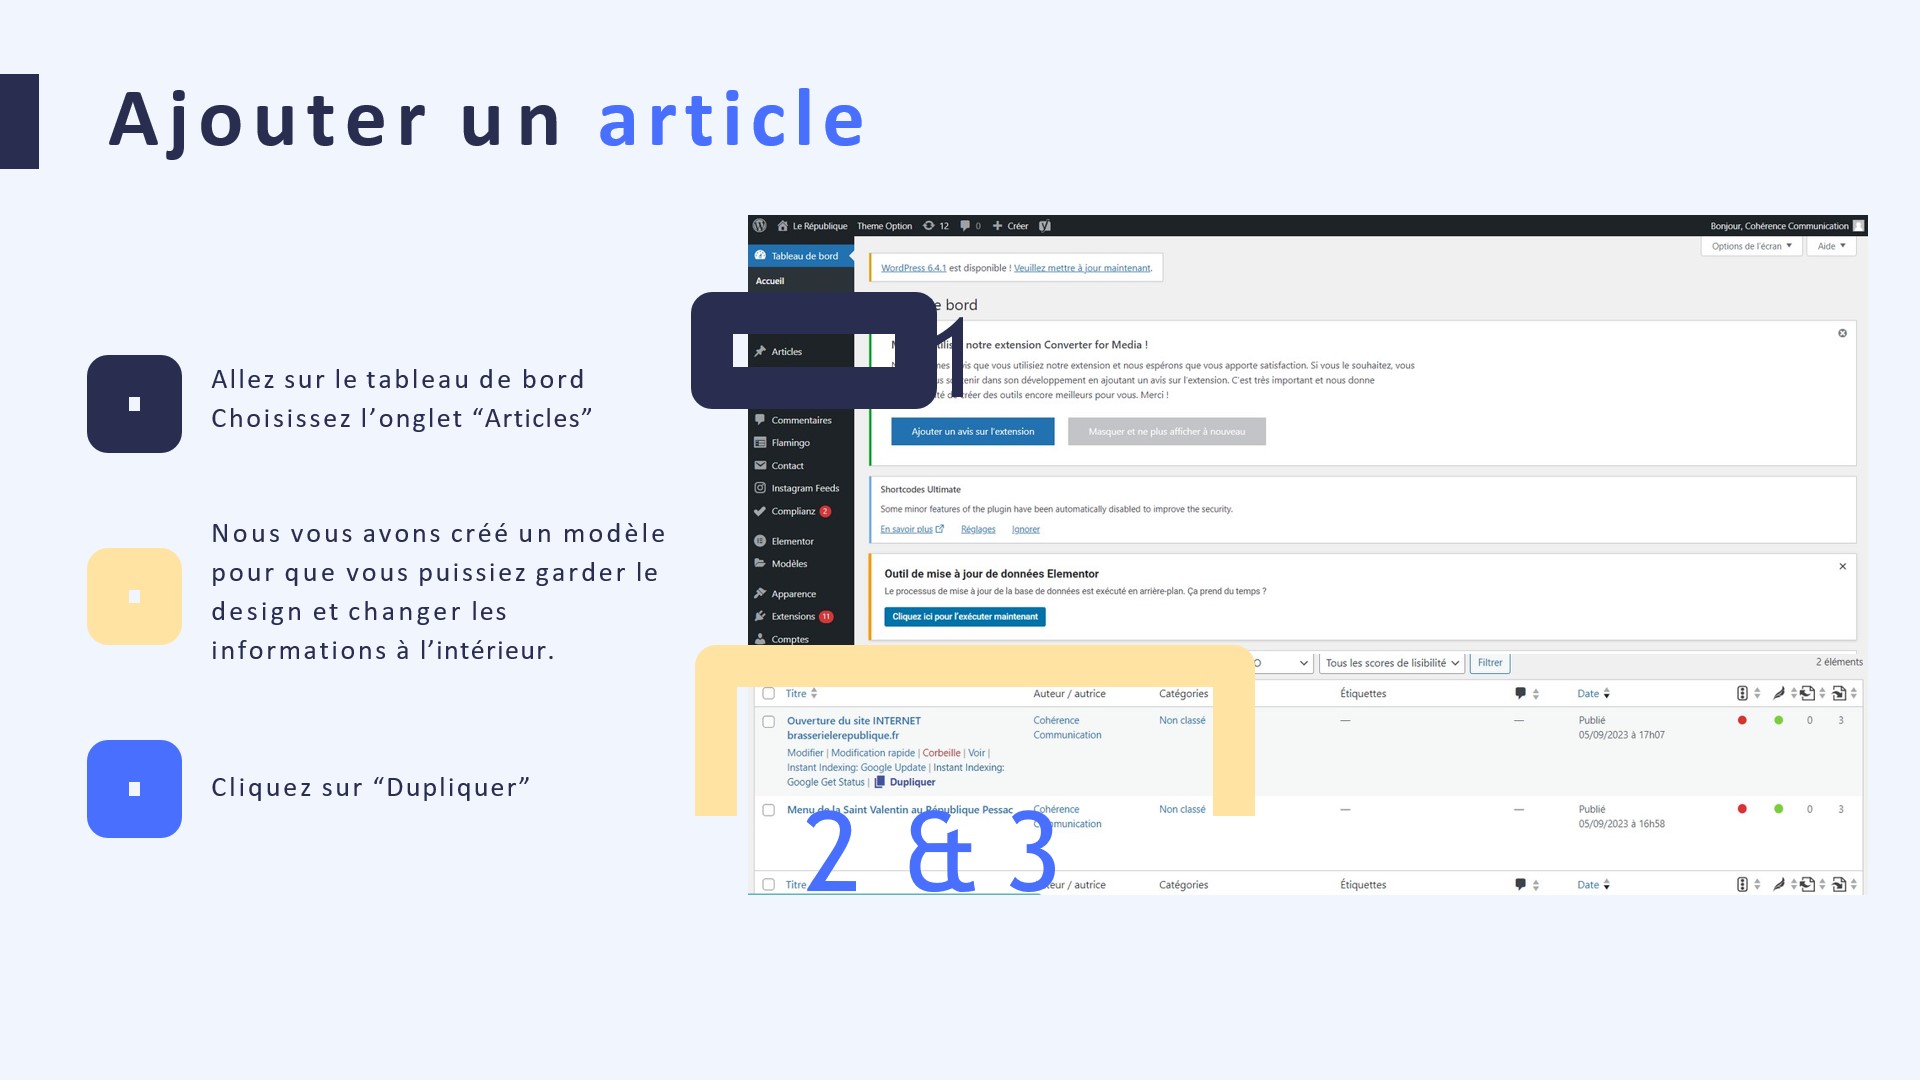 Ajouter un article
Allez sur le tableau de bord
Choisissez l’onglet “Articles”
Nous vous avons créé un modèle
pour que vous puissiez garder le
design et changer les
informations à l’intérieur.
Cliquez sur “Dupliquer”
Le République Theme Option 12 0 Créer
Bonjour, Cohérence Communication
Tableau de bord
Accueil
Articles
Commentaires
Flamingo
Contact
Instagram Feeds
Complianz 2
Elementor
Modèles
Apparence
Extensions 11
Comptes
Options de l'écran Aide
WordPress 6.4.1 est disponible ! Veuillez mettre à jour maintenant.
bord
1
notre extension Converter for Media !
que vous utilisiez notre extension et nous espérons que vous apporte satisfaction. Si vous le souhaitez, vous
dans son développement en ajoutant un avis sur l'extension. C'est très important et nous donne
créer des outils encore meilleurs pour vous. Merci !
Ajouter un avis sur l'extension Masquer et ne plus afficher à nouveau
Shortcodes Ultimate
Some minor features of the plugin have been automatically disabled to improve the security.
En savoir plus Réglages Ignorer
Outil de mise à jour de données Elementor
Le processus de mise à jour de la base de données est exécuté en arrière-plan. Ça prend du temps ?
Cliquez ici pour l'exécuter maintenant
O Tous les scores de lisibilité Filtrer 2 éléments
Titre Auteur / autrice Catégories Étiquettes Date
Ouverture du site INTERNET
brasserielerepublique.fr
Modifier | Modification rapide | Corbeille | Voir |
Instant Indexing: Google Update | Instant Indexing:
Google Get Status | Dupliquer
Cohérence
Communication
Non classé — — Publié
05/09/2023 à 17h07
0 3
Menu de la Saint Valentin au République Pessac
Cohérence
Communication
Non classé — — Publié
05/09/2023 à 16h58
0 3
2 & 3
Titre / autrice Catégories Étiquettes Date